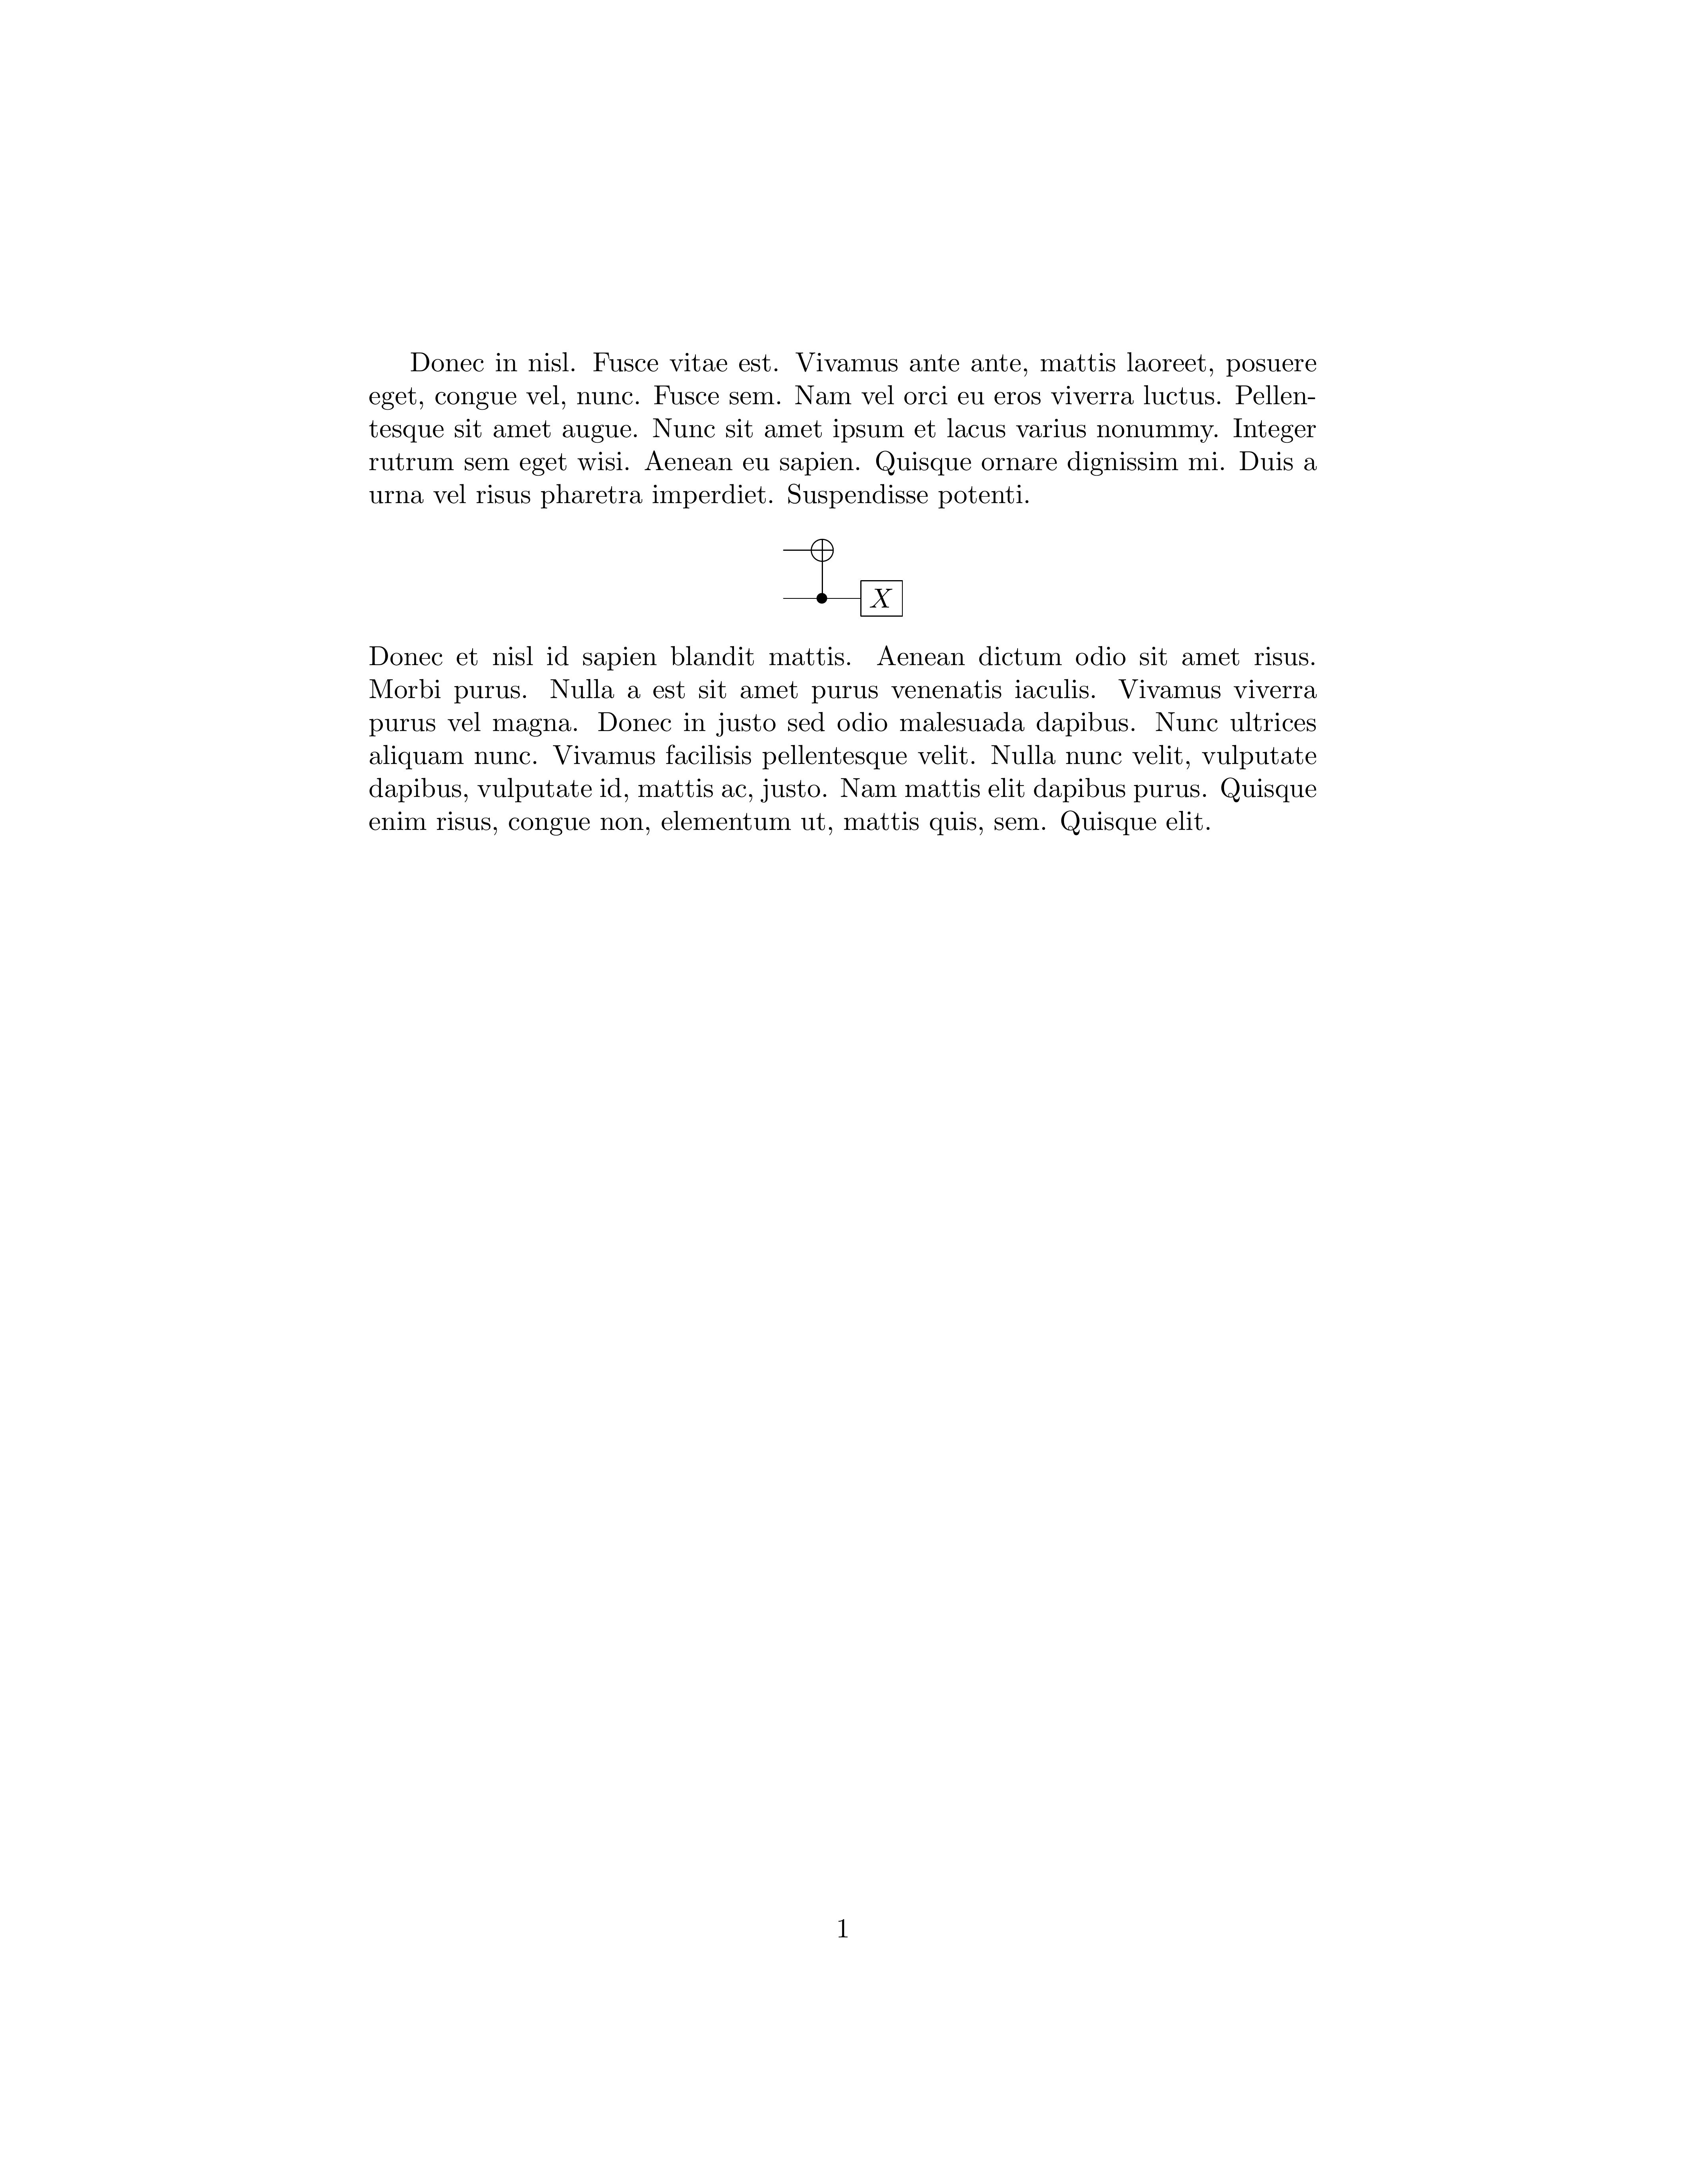 Donec in nisl. Fusce vitae est. Vivamus ante ante, mattis laoreet, posuere
eget, congue vel, nunc. Fusce sem. Nam vel orci eu eros viverra luctus. Pellen-
tesque sit amet augue. Nunc sit amet ipsum et lacus varius nonummy. Integer
rutrum sem eget wisi. Aenean eu sapien. Quisque ornare dignissim mi. Duis a
urna vel risus pharetra imperdiet. Suspendisse potenti.
X
Donec et nisl id sapien blandit mattis. Aenean dictum odio sit amet risus.
Morbi purus. Nulla a est sit amet purus venenatis iaculis. Vivamus viverra
purus vel magna. Donec in justo sed odio malesuada dapibus. Nunc ultrices
aliquam nunc. Vivamus facilisis pellentesque velit. Nulla nunc velit, vulputate
dapibus, vulputate id, mattis ac, justo. Nam mattis elit dapibus purus. Quisque
enim risus, congue non, elementum ut, mattis quis, sem. Quisque elit.
1